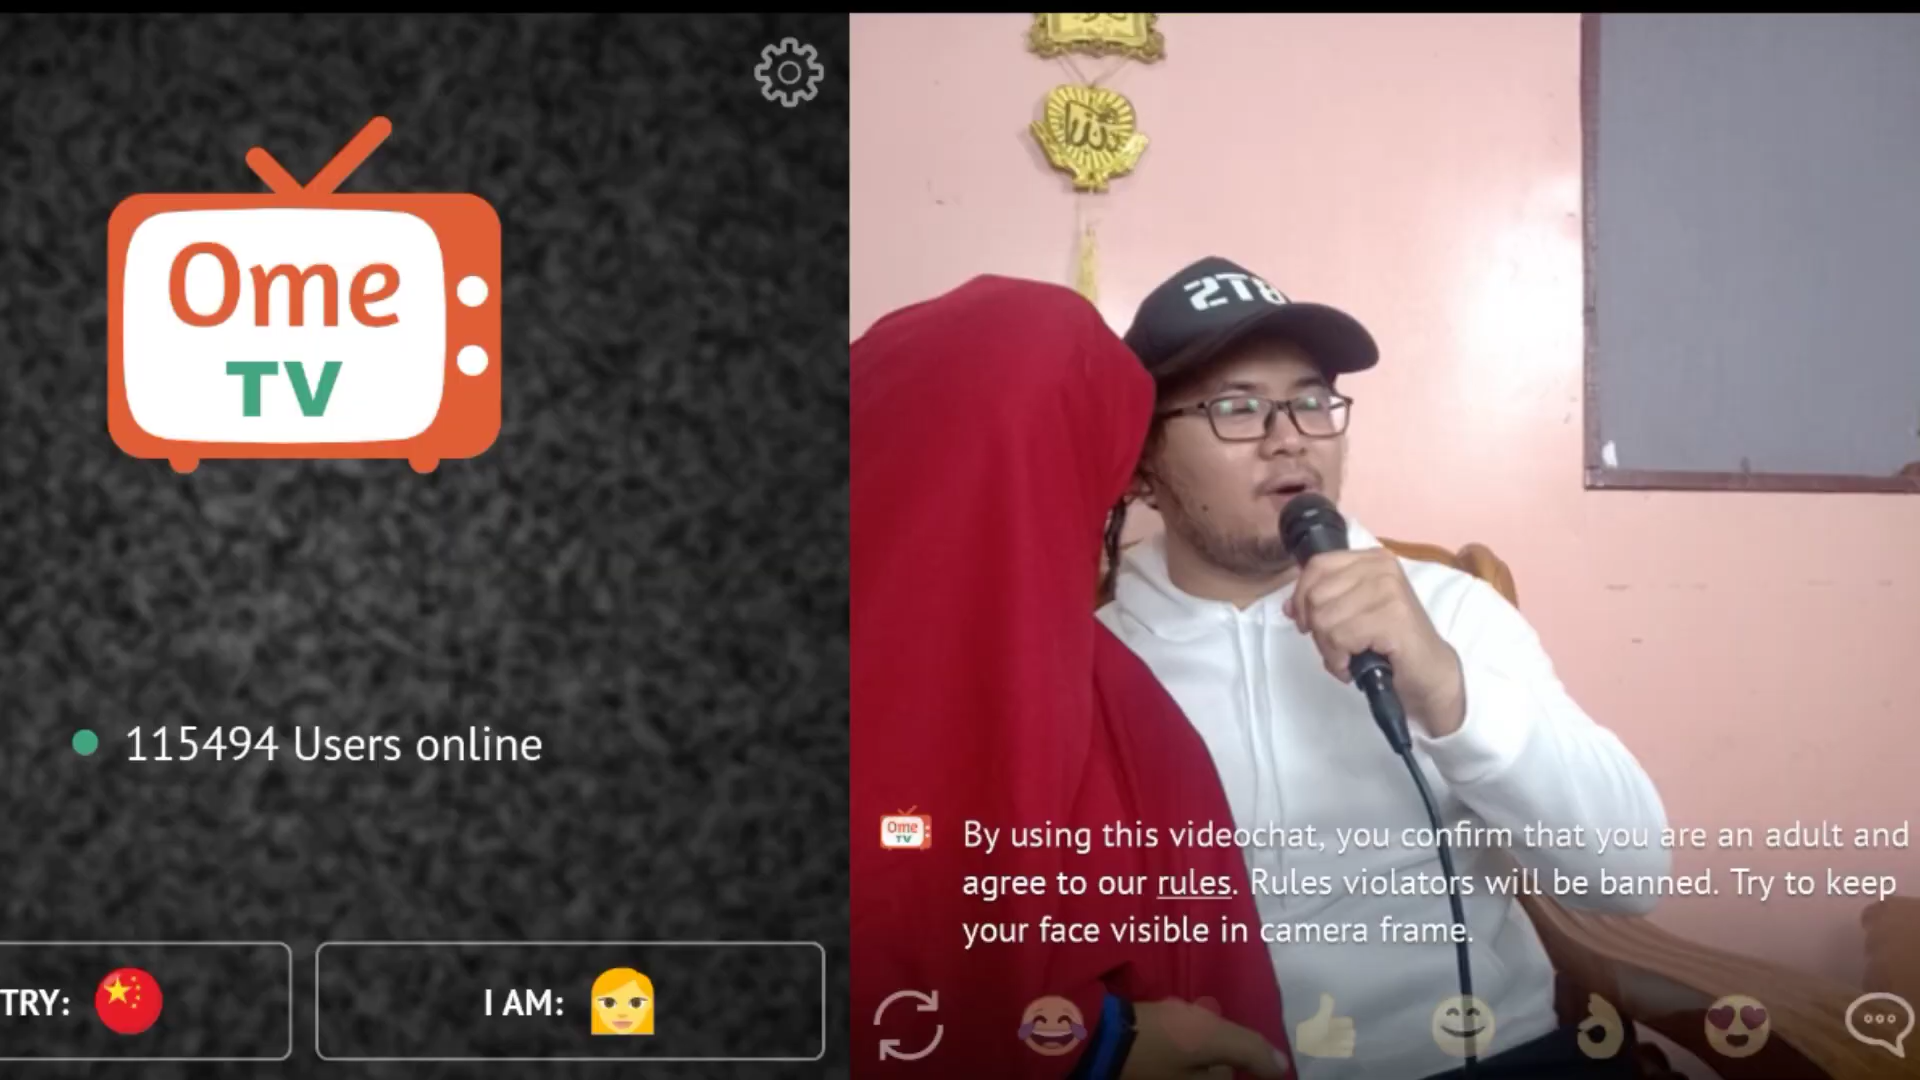 Ome
TV
115494 Users online
TRY:
I AM:
2T8
Ome
TV
By using this videochat, you confirm that you are an adult and
agree to our rules. Rules violators will be banned. Try to keep
your face visible in camera frame.